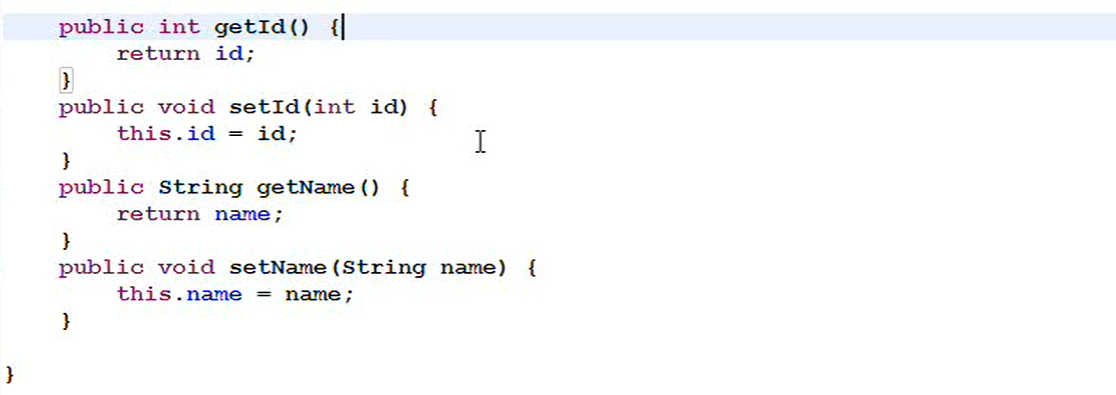 public int getId() {
return id;
}
public void setId(int id) {
this.id = id;
}
public String getName() {
return name;
}
public void setName(String name) {
this.name = name;
}
}